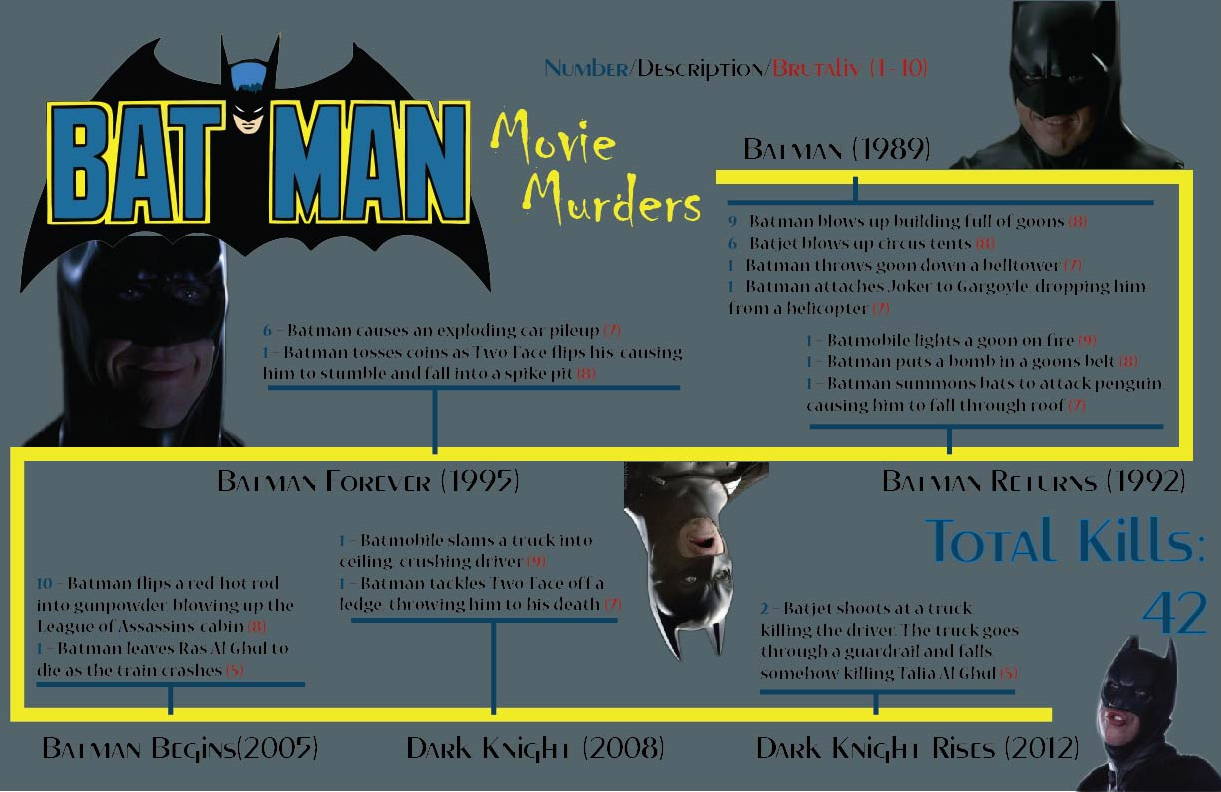 BATMAN
Movie
Murders
Number/Description/Brutaliy (1-10)
Batman (1989)
9 - Batman blows up building full of goons (8)
6 - Batjet blows up circus tents (8)
1 - Batman throws goon down a belltower (7)
1 - Batman attaches Joker to Gargoyle, dropping him
from a helicopter (7)
1 - Batmobile lights a goon on fire (9)
1 - Batman puts a bomb in a goons belt (8)
1 - Batman summons bats to attack penguin,
causing him to fall through roof (7)
Batman Returns (1992)
6 - Batman causes an exploding car pileup (7)
1 - Batman tosses coins as Two Face flips his, causing
him to stumble and fall into a spike pit (8)
Batman Forever (1995)
10 - Batman flips a red-hot rod
into gunpowder, blowing up the
League of Assassins' cabin (8)
1 - Batman leaves Ras Al Ghul to
die as the train crashes (5)
Batman Begins(2005)
1 - Batmobile slams a truck into
ceiling, crushing driver (9)
1 - Batman tackles Two Face off a
ledge, throwing him to his death (7)
Dark Knight (2008)
2 - Batjet shoots at a truck,
killing the driver. The truck goes
through a guardrail and falls,
somehow killing Talia Al Ghul (5)
Dark Knight Rises (2012)
Total Kills:
42